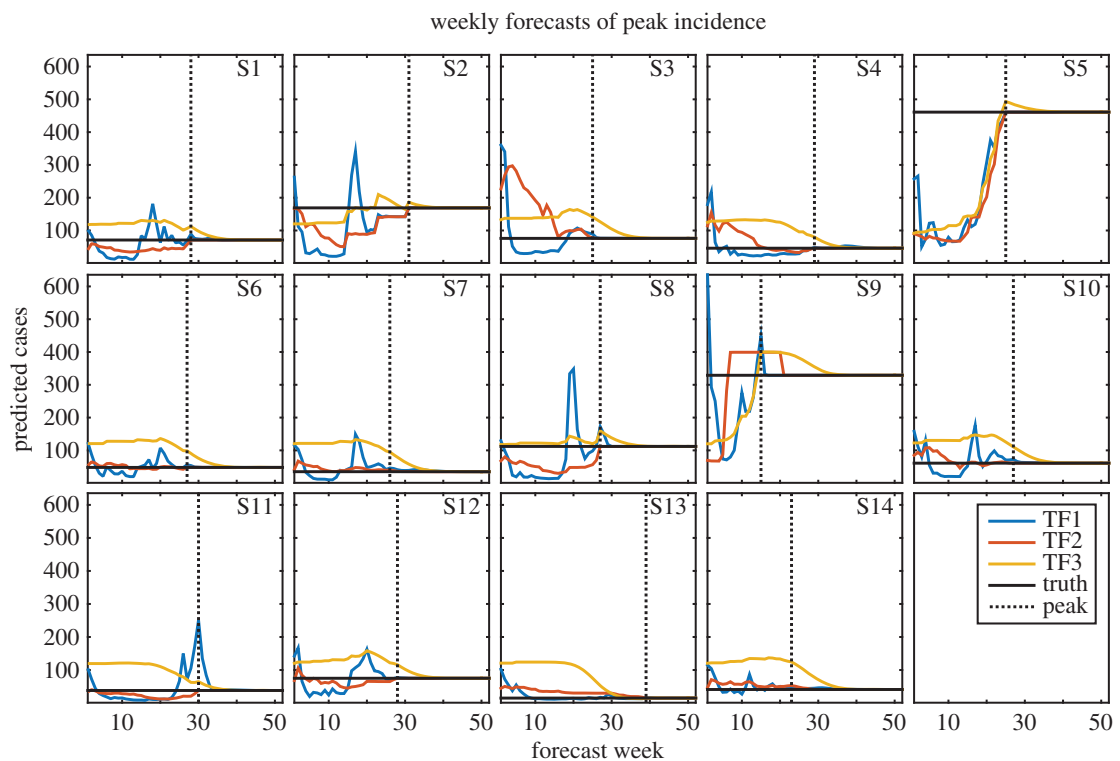 weekly forecasts of peak incidence
600
500
400
300
200
100
S1
S2
S3
S4
S5
predicted cases
600
500
400
300
200
100
S6
S7
S8
S9
S10
600
500
400
300
200
100
S11
S12
S13
S14
TF1
TF2
TF3
truth
peak
10 30 50 10 30 50 10 30 50 10 30 50 10 30 50
forecast week